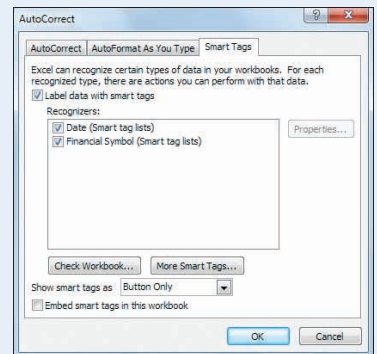 AutoCorrect
AutoCorrect AutoFormat As You Type Smart Tags
Excel can recognize certain types of data in your workbooks. For each
recognized type, there are actions you can perform with that data.
Label data with smart tags
Recognizers:
Date (Smart tag lists)
Financial Symbol (Smart tag lists)
Properties...
Check Workbook... More Smart Tags...
Show smart tags as Button Only
Embed smart tags in this workbook
OK Cancel